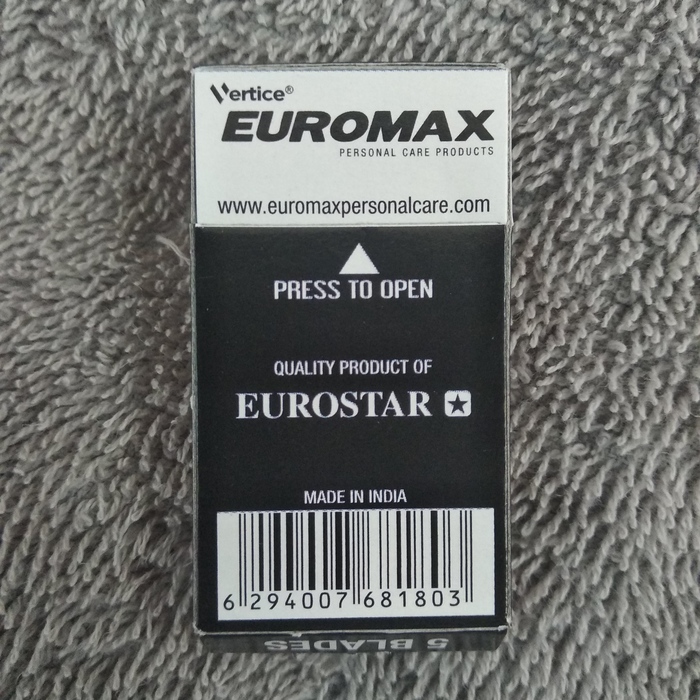 Vertice®
EUROMAX
PERSONAL CARE PRODUCTS
www.euromaxpersonalcare.com
PRESS TO OPEN
QUALITY PRODUCT OF
EUROSTAR
MADE IN INDIA
6 294007 681803
5 BLADES